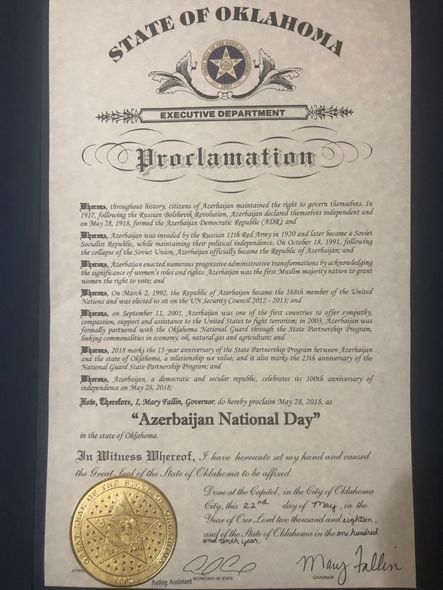 STATE OF OKLAHOMA
EXECUTIVE DEPARTMENT
Proclamation
Whereas, throughout history, citizens of Azerbaijan maintained the right to govern themselves. In
1917, following the Russian Bolshevik Revolution, Azerbaijan declared themselves independent and
on May 28, 1918, formed the Azerbaijan Democratic Republic (ADR); and
Whereas, Azerbaijan was invaded by the Russian 11th Red Army in 1920 and later became a Soviet
Socialist Republic, while maintaining their political independence. On October 18, 1991, following
the collapse of the Soviet Union, Azerbaijan officially became the Republic of Azerbaijan; and
Whereas, Azerbaijan enacted numerous progressive administrative transformations by acknowledging
the significance of women's roles and rights. Azerbaijan was the first Muslim majority nation to grant
women the right to vote; and
Whereas, On March 2, 1992, the Republic of Azerbaijan became the 168th member of the United
Nations and was elected to sit on the UN Security Council 2012 - 2013; and
Whereas, on September 11, 2001, Azerbaijan was one of the first countries to offer sympathy,
compassion, support and assistance to the United States to fight terrorism; in 2003, Azerbaijan was
formally partnered with the Oklahoma National Guard through the State Partnership Program,
linking commonalities in economy, oil, natural gas and agriculture; and
Whereas, 2018 marks the 15-year anniversary of the State Partnership Program between Azerbaijan
and the state of Oklahoma, a relationship we value, and it also marks the 25th anniversary of the
National Guard State Partnership Program; and
Whereas, Azerbaijan, a democratic and secular republic, celebrates its 100th anniversary of
independence on May 28, 2018;
Now, Therefore, I, Mary Fallin, Governor, do hereby proclaim May 28, 2018, as
“Azerbaijan National Day”
in the state of Oklahoma.
In Witness Whereof, I have hereunto set my hand and caused
the Great Seal of the State of Oklahoma to be affixed.
Done at the Capitol, in the City of Oklahoma
City, this 22nd day of May, in the
Year of Our Lord two thousand and eighteen,
and of the State of Oklahoma in the one hundred
and tenth year.
GREAT SEAL OF THE STATE OF OKLAHOMA
1907
ATTEST:
Acting Assistant SECRETARY OF STATE
Mary Fallin
GOVERNOR